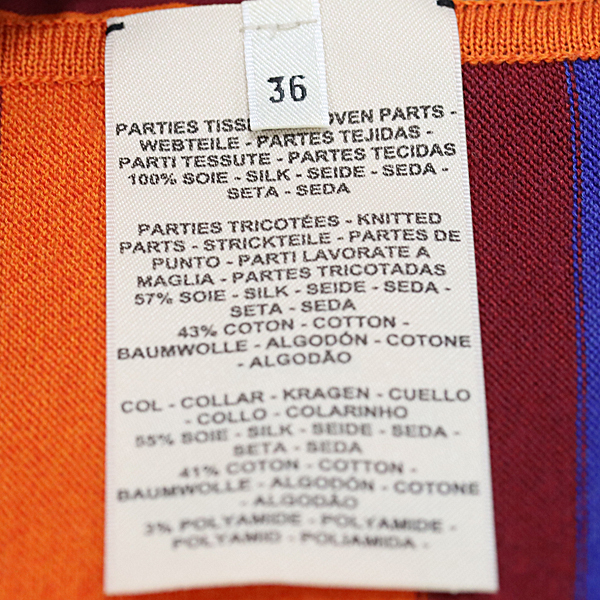 36
PARTIES TISS OVEN PARTS -
WEBTEILE - PARTES TEJIDAS -
PARTI TESSUTE - PARTES TECIDAS
100% SOIE - SILK - SEIDE - SEDA -
SETA - SEDA
PARTIES TRICOTÉES - KNITTED
PARTS - STRICKTEILE - PARTES DE
PUNTO - PARTI LAVORATE A
MAGLIA - PARTES TRICOTADAS
57% SOIE - SILK - SEIDE - SEDA -
SETA - SEDA
43% COTON - COTTON -
BAUMWOLLE - ALGODÓN - COTONE
- ALGODÃO
COL - COLLAR - KRAGEN - CUELLO
- COLLO - COLARINHO
55% SOIE - SILK - SEIDE - SEDA -
SETA - SEDA
41% COTON - COTTON -
BAUMWOLLE - ALGODÓN - COTONE
- ALGODÃO
3% POLYAMIDE - POLYAMIDE -
POLYAMID - POLIAMIDA -